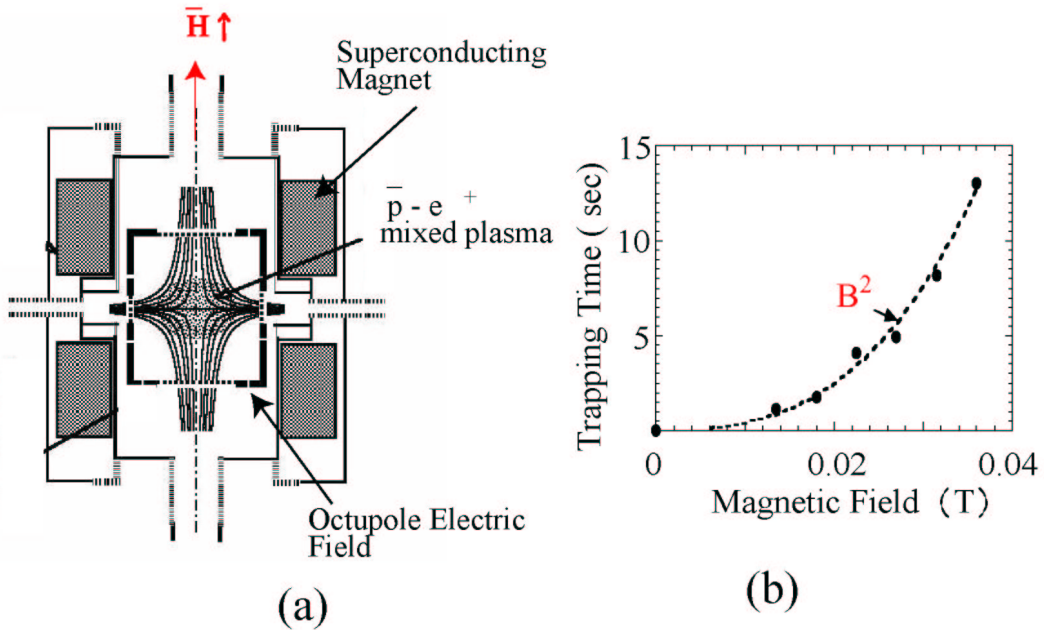 H̅ ↑
Superconducting
Magnet
p̅ - e +
mixed plasma
Octupole Electric
Field
(a)
15
10
5
0
0.02
0.04
Trapping Time ( sec)
B²
Magnetic Field (T)
(b)